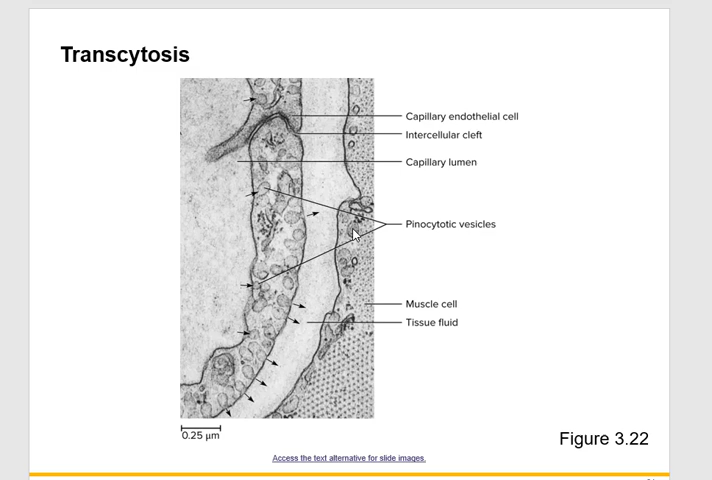 Transcytosis
Capillary endothelial cell
Intercellular cleft
Capillary lumen
Pinocytotic vesicles
Muscle cell
Tissue fluid
0.25 μm
Figure 3.22
Access the text alternative for slide images.